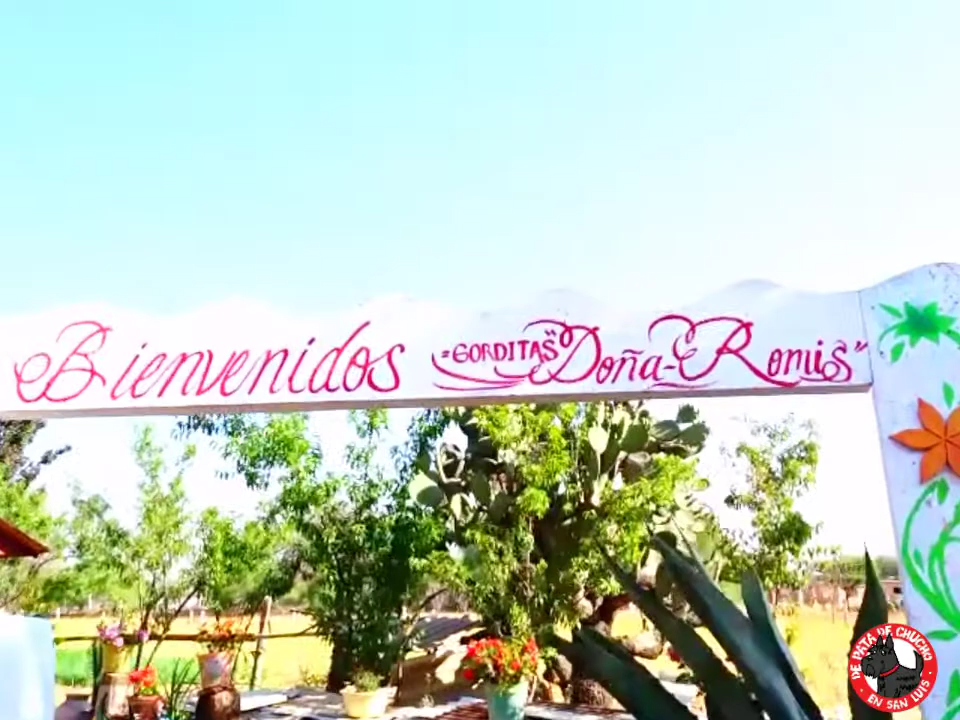 Bienvenidos "GORDITAS" Doña-Romis"
DE PATA DE CHUCHO
EN SAN LUIS